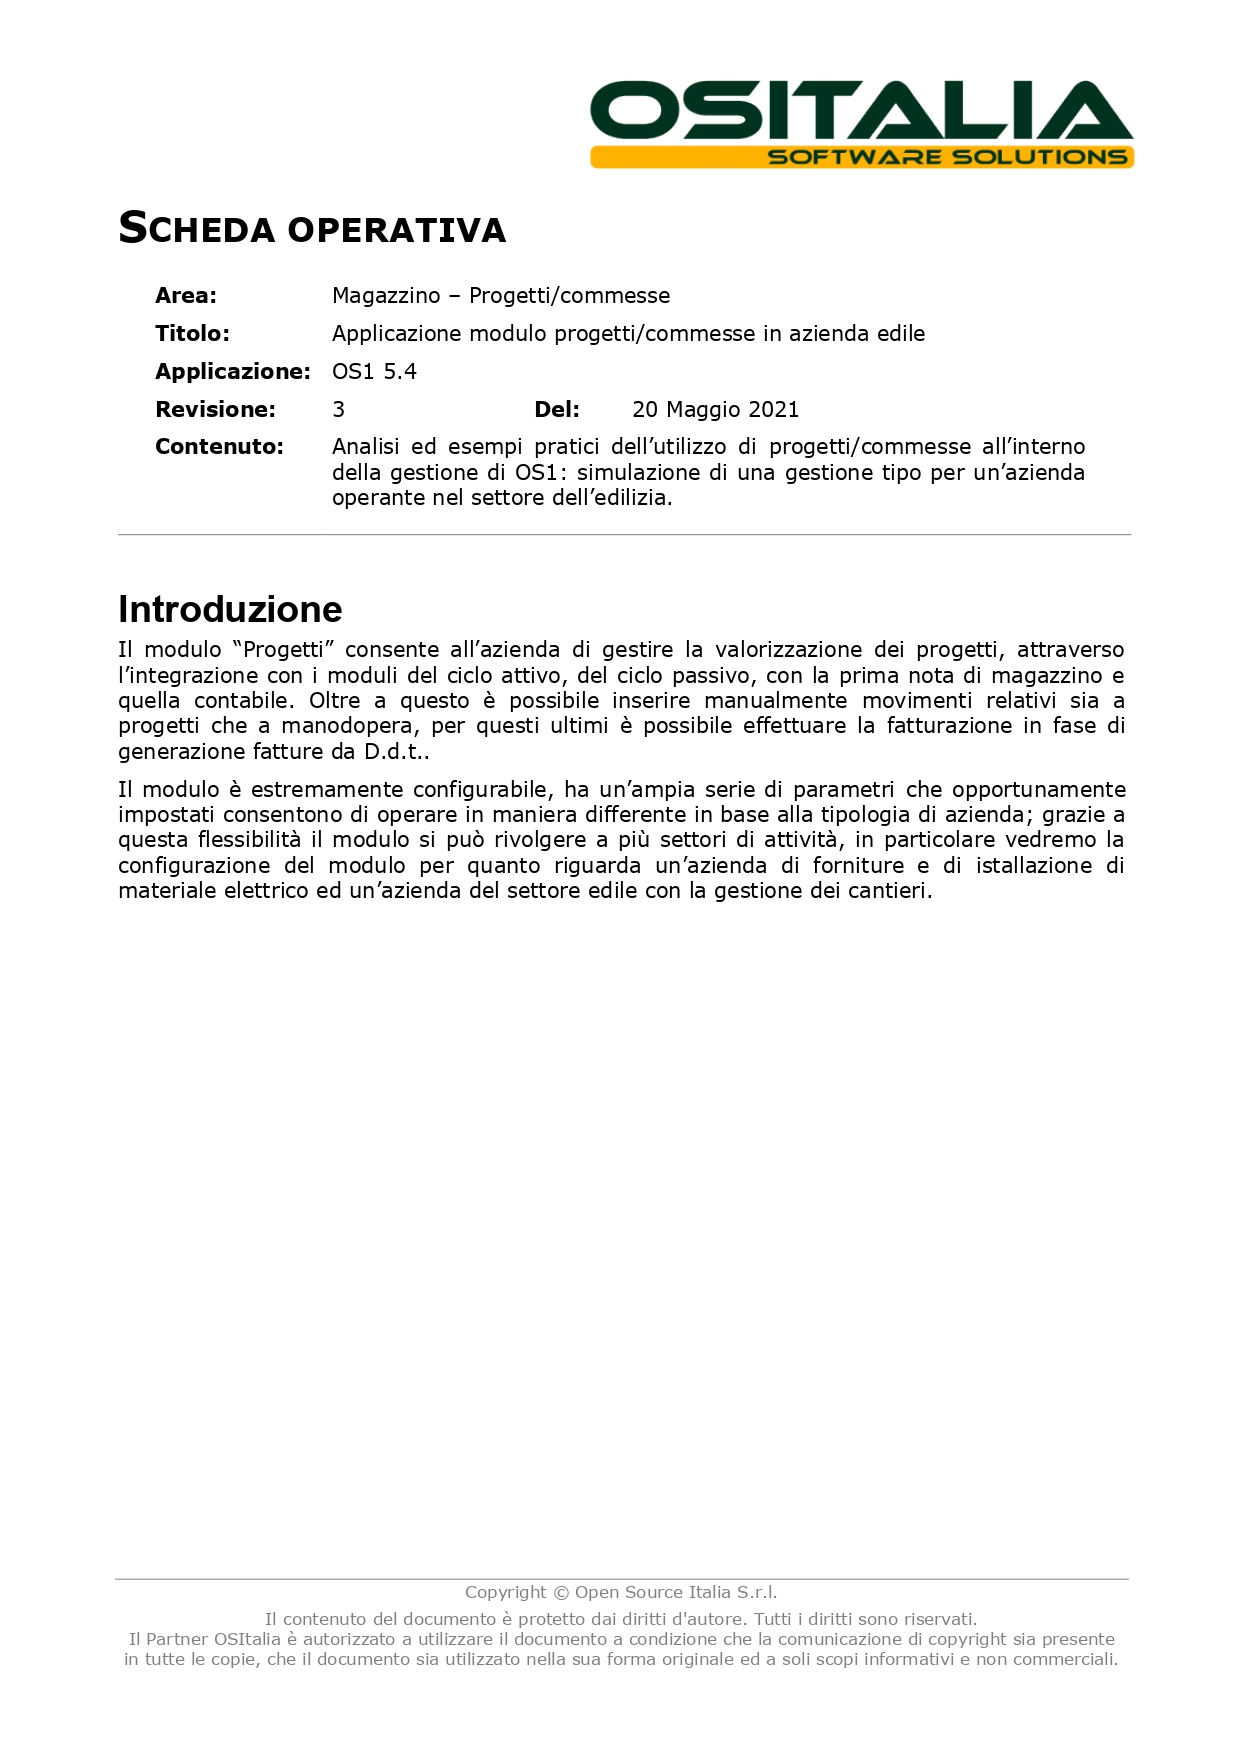 OSITALIA
SOFTWARE SOLUTIONS
SCHEDA OPERATIVA
Area: Magazzino – Progetti/commesse
Titolo: Applicazione modulo progetti/commesse in azienda edile
Applicazione: OS1 5.4
Revisione: 3 Del: 20 Maggio 2021
Contenuto: Analisi ed esempi pratici dell’utilizzo di progetti/commesse all’interno
della gestione di OS1: simulazione di una gestione tipo per un’azienda
operante nel settore dell’edilizia.
Introduzione
Il modulo “Progetti” consente all’azienda di gestire la valorizzazione dei progetti, attraverso
l’integrazione con i moduli del ciclo attivo, del ciclo passivo, con la prima nota di magazzino e
quella contabile. Oltre a questo è possibile inserire manualmente movimenti relativi sia a
progetti che a manodopera, per questi ultimi è possibile effettuare la fatturazione in fase di
generazione fatture da D.d.t..
Il modulo è estremamente configurabile, ha un’ampia serie di parametri che opportunamente
impostati consentono di operare in maniera differente in base alla tipologia di azienda; grazie a
questa flessibilità il modulo si può rivolgere a più settori di attività, in particolare vedremo la
configurazione del modulo per quanto riguarda un’azienda di forniture e di istallazione di
materiale elettrico ed un’azienda del settore edile con la gestione dei cantieri.
Copyright © Open Source Italia S.r.l.
Il contenuto del documento è protetto dai diritti d'autore. Tutti i diritti sono riservati.
Il Partner OSItalia è autorizzato a utilizzare il documento a condizione che la comunicazione di copyright sia presente
in tutte le copie, che il documento sia utilizzato nella sua forma originale ed a soli scopi informativi e non commerciali.